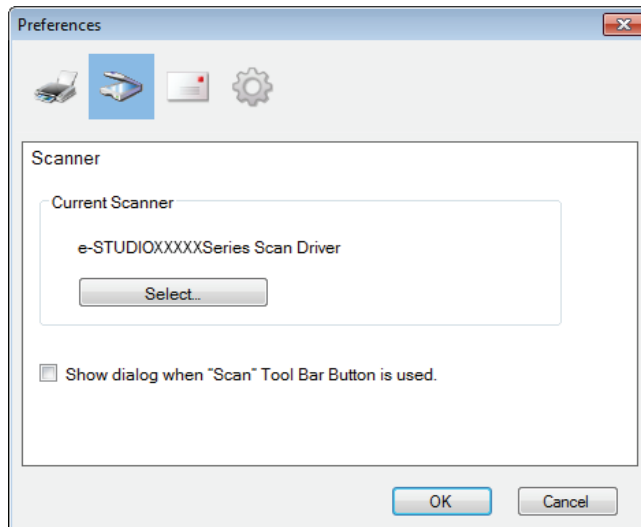 Preferences
Scanner
Current Scanner
e-STUDIOXXXXXSeries Scan Driver
Select...
Show dialog when "Scan" Tool Bar Button is used.
OK
Cancel